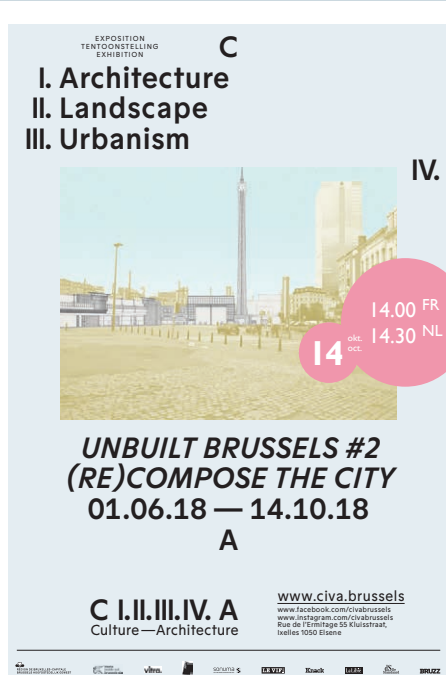 EXPOSITION
TENTOONSTELLING
EXHIBITION
C
I. Architecture
II. Landscape
III. Urbanism
IV.
14.00 FR
14.30 NL
14 okt. oct.
UNBUILT BRUSSELS #2
(RE)COMPOSE THE CITY
01.06.18 — 14.10.18
A
C I.II.III.IV. A
Culture—Architecture
www.civa.brussels
www.facebook.com/civabrussels
www.instagram.com/civabrussels
Rue de l'Ermitage 55 Kluisstraat,
Ixelles 1050 Elsene
vitra.
sonuma
LE VIF
Knack
BRUZZ